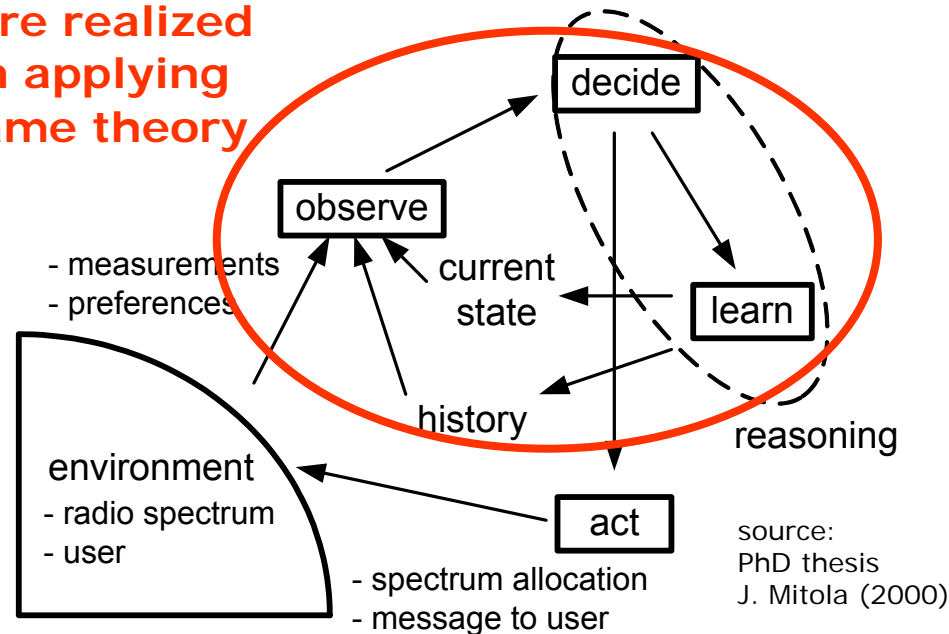 re realized
applying
me theory
decide
observe
- measurements
- preferences
current
state
learn
history
reasoning
environment
- radio spectrum
- user
act
- spectrum allocation
- message to user
source:
PhD thesis
J. Mitola (2000)